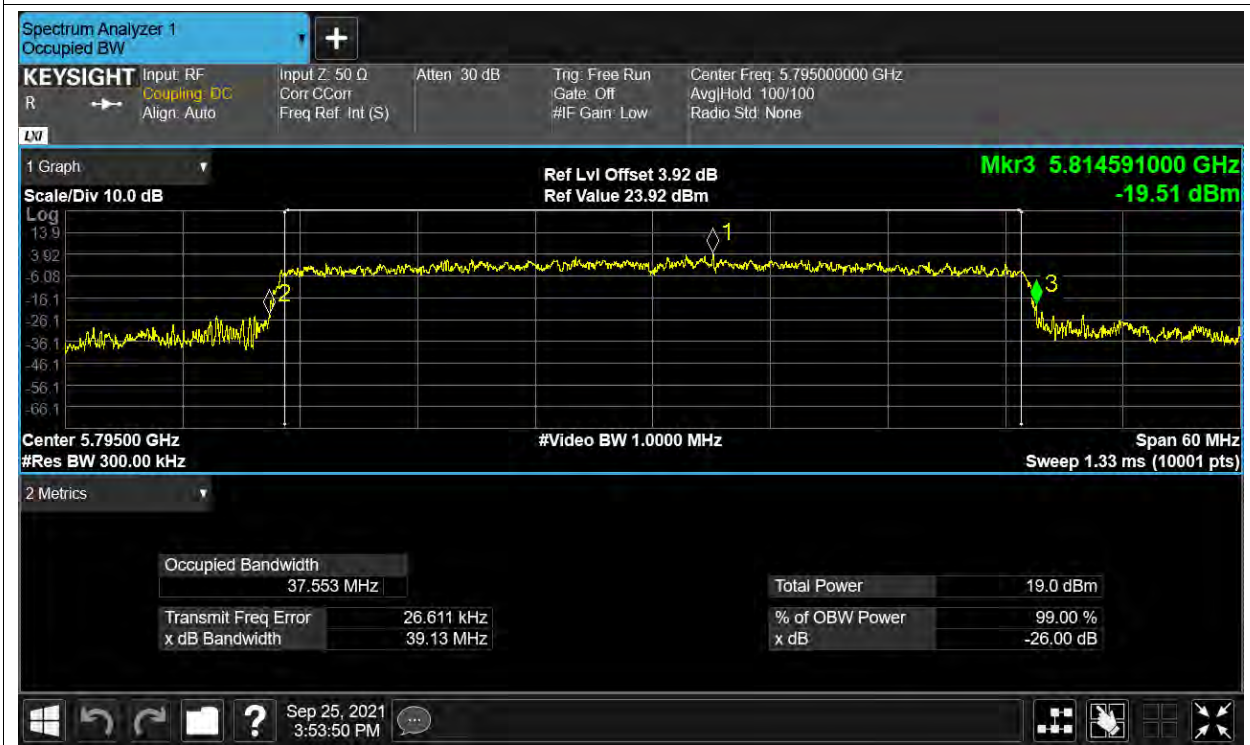 Spectrum Analyzer 1
Occupied BW
+
KEYSIGHT Input: RF Input Z: 50 Ω Atten: 30 dB Trig: Free Run Center Freq: 5.795000000 GHz
R Coupling: DC Corr CCorr Gate: Off Avg|Hold: 100/100
Align: Auto Freq Ref: Int (S) #IF Gain: Low Radio Std: None
LXI
1 Graph Ref Lvl Offset 3.92 dB Mkr3 5.814591000 GHz
Scale/Div 10.0 dB Ref Value 23.92 dBm -19.51 dBm
Log
13.9
3.92
-6.08
-16.1
-26.1
-36.1
-46.1
-56.1
-66.1
1
2
3
Center 5.79500 GHz #Video BW 1.0000 MHz Span 60 MHz
#Res BW 300.00 kHz Sweep 1.33 ms (10001 pts)
2 Metrics
Occupied Bandwidth
37.553 MHz Total Power 19.0 dBm
Transmit Freq Error 26.611 kHz % of OBW Power 99.00 %
x dB Bandwidth 39.13 MHz x dB -26.00 dB
? Sep 25, 2021
3:53:50 PM